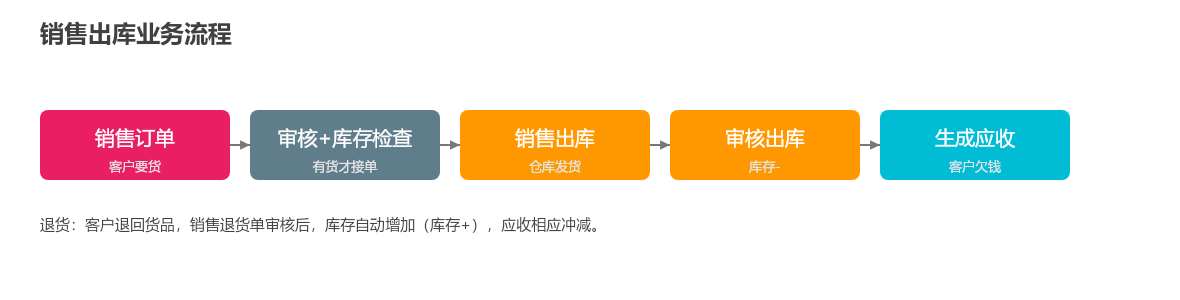 销售出库业务流程
销售订单
客户要货
审核+库存检查
有货才接单
销售出库
仓库发货
审核出库
库存-
生成应收
客户欠钱
退货：客户退回货品，销售退货单审核后，库存自动增加（库存+），应收相应冲减。